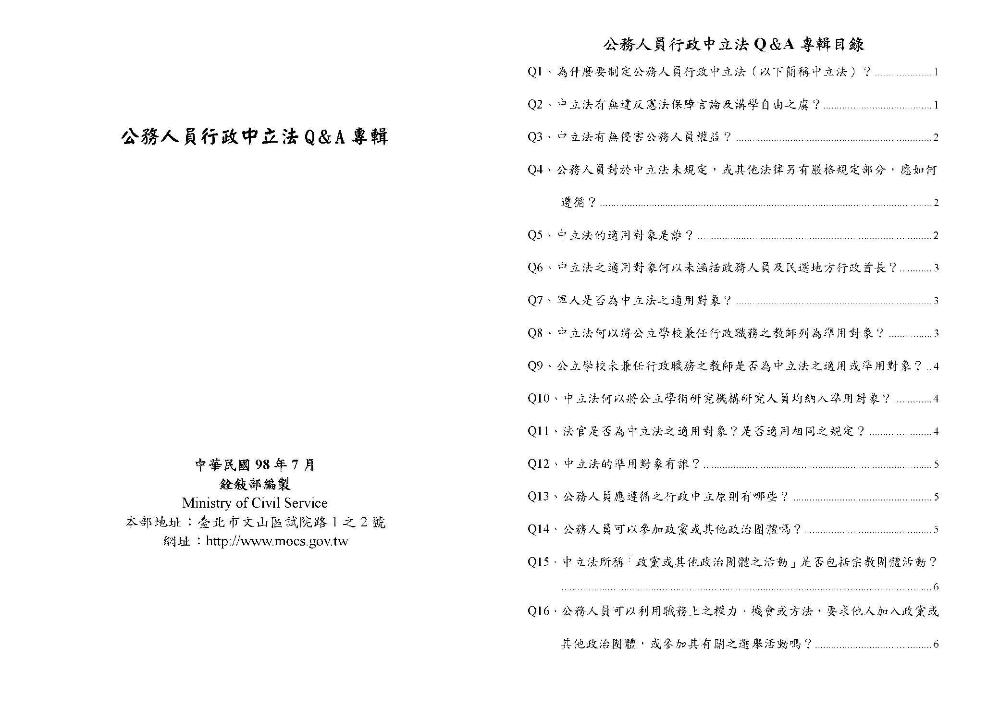 公務人員行政中立法 Q&A 專輯
中華民國 98 年 7 月
銓敍部編製
Ministry of Civil Service
本部地址：臺北市文山區試院路 1 之 2 號
網址：http://www.mocs.gov.tw
公務人員行政中立法 Q&A 專輯目錄
Q1、為什麼要制定公務人員行政中立法（以下簡稱中立法）？ ..................... 1
Q2、中立法有無違反憲法保障言論及講學自由之虞？........................................ 1
Q3、中立法有無侵害公務人員權益？ ........................................................................ 2
Q4、公務人員對於中立法未規定，或其他法律另有嚴格規定部分，應如何
遵循？ .......................................................................................................................... 2
Q5、中立法的適用對象是誰？ ...................................................................................... 2
Q6、中立法之適用對象何以未涵括政務人員及民選地方行政首長？............ 3
Q7、軍人是否為中立法之適用對象？ ........................................................................ 3
Q8、中立法何以將公立學校兼任行政職務之教師列為準用對象？ ................ 3
Q9、公立學校未兼任行政職務之教師是否為中立法之適用或準用對象？ .. 4
Q10、中立法何以將公立學術研究機構研究人員均納入準用對象？ .............. 4
Q11、法官是否為中立法之適用對象？是否適用相同之規定？ ....................... 4
Q12、中立法的準用對象有誰？.................................................................................... 5
Q13、公務人員應遵循之行政中立原則有哪些？ ................................................... 5
Q14、公務人員可以參加政黨或其他政治團體嗎？............................................... 5
Q15、中立法所稱「政黨或其他政治團體之活動」是否包括宗教團體活動？
......................................................................................................................................... 6
Q16、公務人員可以利用職務上之權力、機會或方法，要求他人加入政黨或
其他政治團體，或參加其有關之選舉活動嗎？........................................... 6